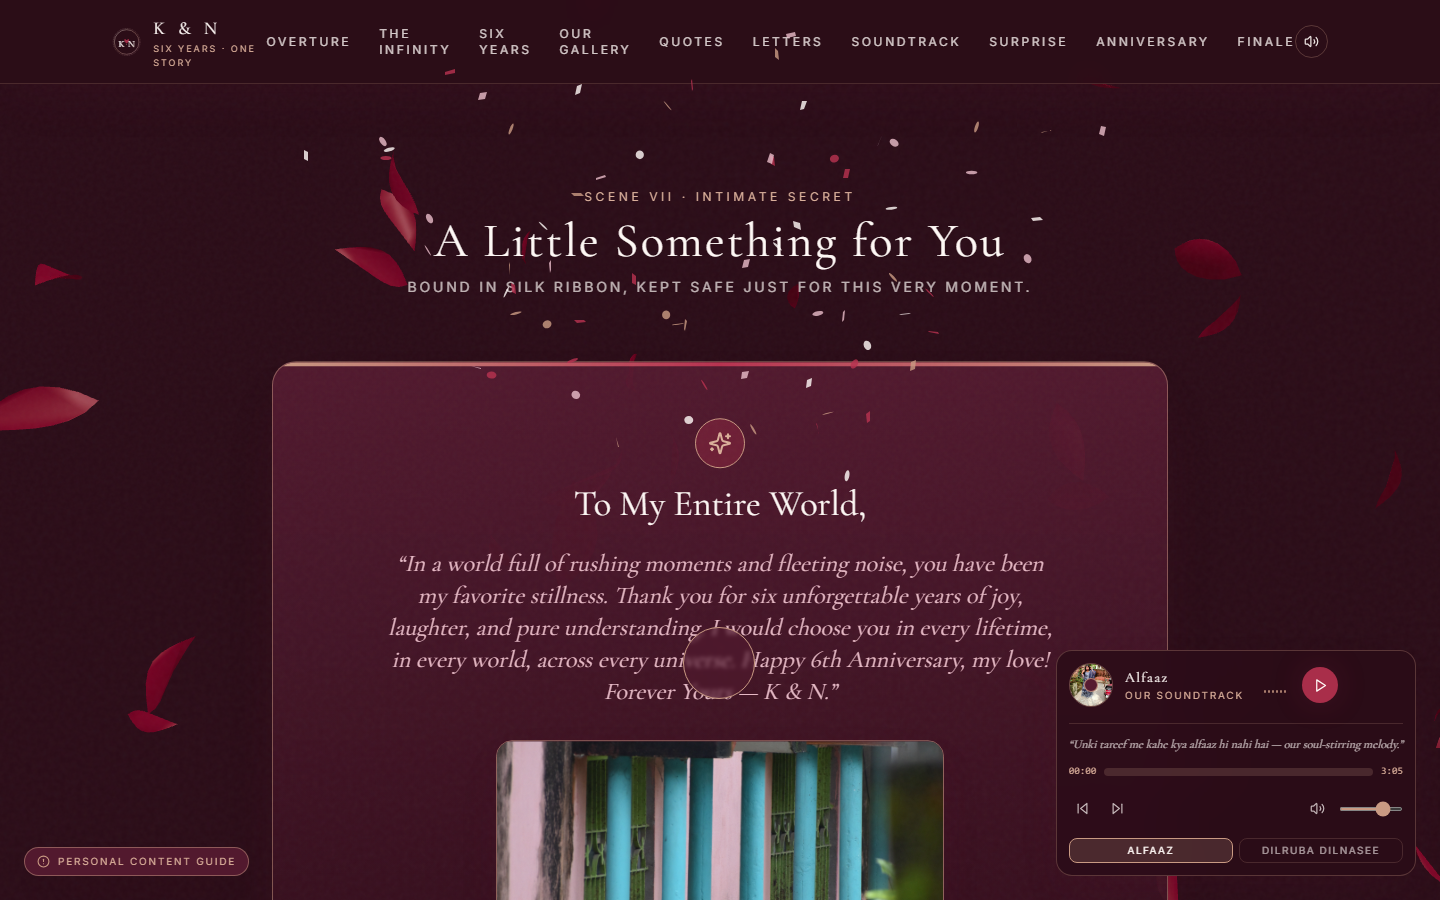 K & N
SIX YEARS · ONE
STORY
OVERTURE
THE
INFINITY
SIX
YEARS
OUR
GALLERY
QUOTES
LETTERS
SOUNDTRACK
SURPRISE
ANNIVERSARY
FINALE
SCENE VII · INTIMATE SECRET
A Little Something for You
BOUND IN SILK RIBBON, KEPT SAFE JUST FOR THIS VERY MOMENT.
To My Entire World,
“In a world full of rushing moments and fleeting noise, you have been
my favorite stillness. Thank you for six unforgettable years of joy,
laughter, and pure understanding. I would choose you in every lifetime,
in every world, across every universe. Happy 6th Anniversary, my love!
Forever Yours — K & N.”
Alfaaz
OUR SOUNDTRACK
“Unki tareef me kahe kya alfaaz hi nahi hai — our soul-stirring melody.”
00:00
3:05
ALFAAZ
DILRUBA DILNASEE
PERSONAL CONTENT GUIDE